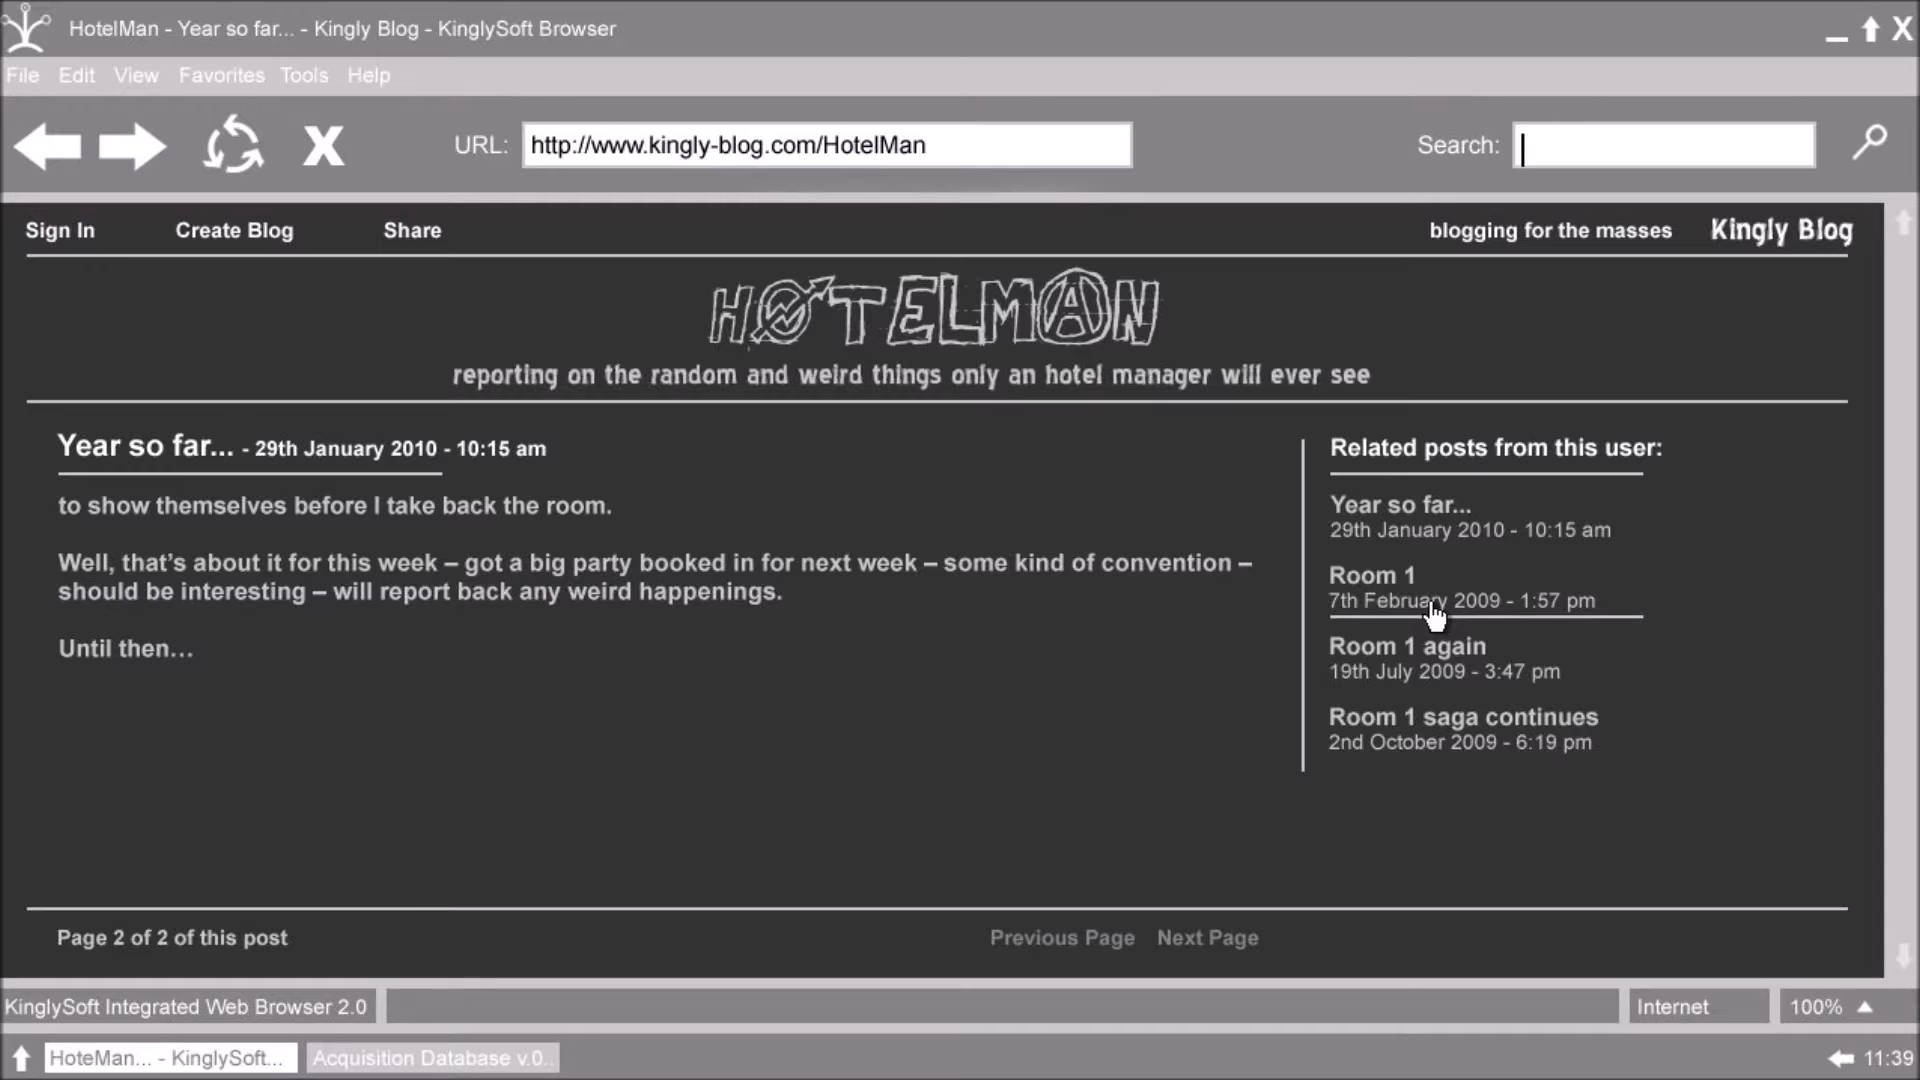 HotelMan - Year so far... - Kingly Blog - KinglySoft Browser
File Edit View Favorites Tools Help
URL: http://www.kingly-blog.com/HotelMan Search:
Sign In Create Blog Share blogging for the masses Kingly Blog
HOTELMAN
reporting on the random and weird things only an hotel manager will ever see
Year so far... - 29th January 2010 - 10:15 am
to show themselves before I take back the room.
Well, that's about it for this week – got a big party booked in for next week – some kind of convention –
should be interesting – will report back any weird happenings.
Until then…
Related posts from this user:
Year so far...
29th January 2010 - 10:15 am
Room 1
7th February 2009 - 1:57 pm
Room 1 again
19th July 2009 - 3:47 pm
Room 1 saga continues
2nd October 2009 - 6:19 pm
Page 2 of 2 of this post Previous Page Next Page
KinglySoft Integrated Web Browser 2.0 Internet 100%
HoteMan... - KinglySoft... Acquisition Database v.0.. 11:39